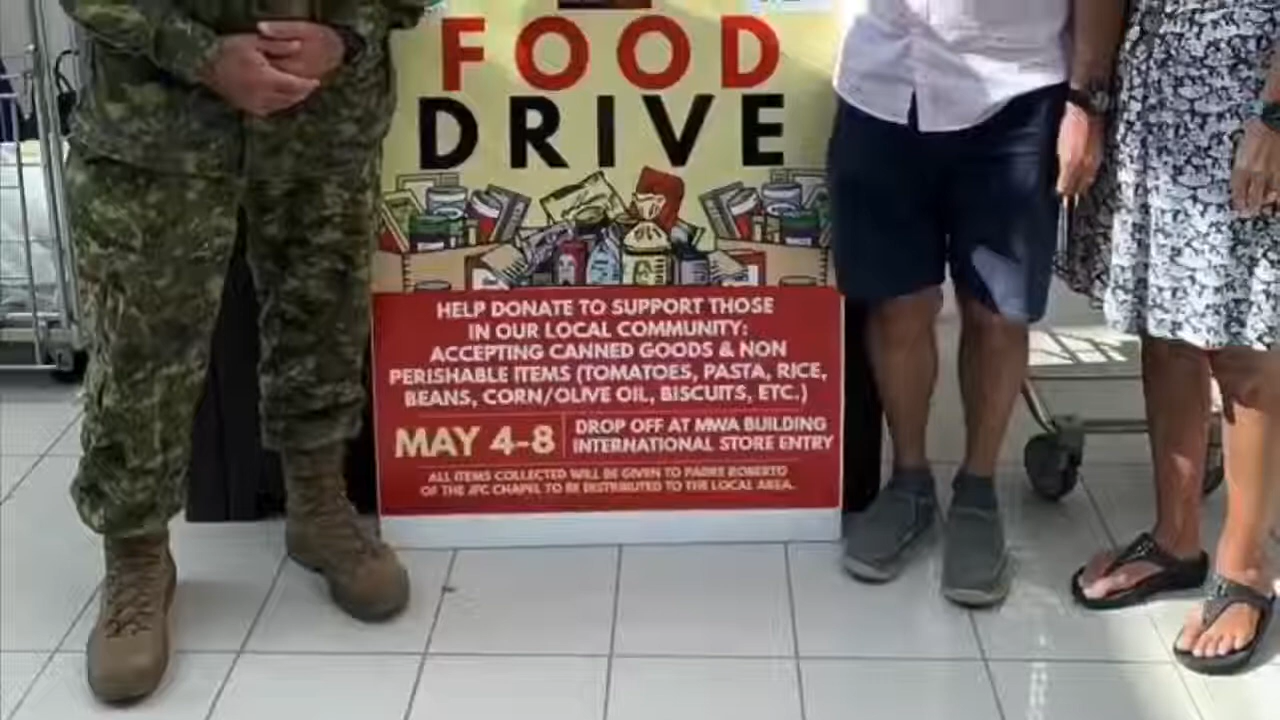 FOOD
DRIVE
HELP DONATE TO SUPPORT THOSE
IN OUR LOCAL COMMUNITY:
ACCEPTING CANNED GOODS & NON
PERISHABLE ITEMS (TOMATOES, PASTA, RICE,
BEANS, CORN/OLIVE OIL, BISCUITS, ETC.)
MAY 4-8
DROP OFF AT MWA BUILDING
INTERNATIONAL STORE ENTRY
ALL ITEMS COLLECTED WILL BE GIVEN TO PADRE ROBERTO
OF THE JFC CHAPEL TO BE DISTRIBUTED TO THE LOCAL AREA.